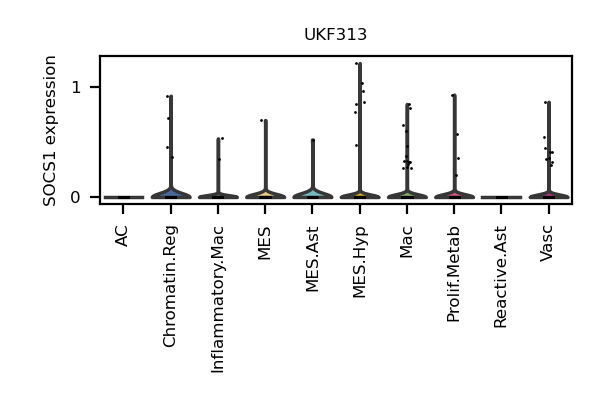 UKF313
SOCS1 expression
1
0
AC
Chromatin.Reg
Inflammatory.Mac
MES
MES.Ast
MES.Hyp
Mac
Prolif.Metab
Reactive.Ast
Vasc